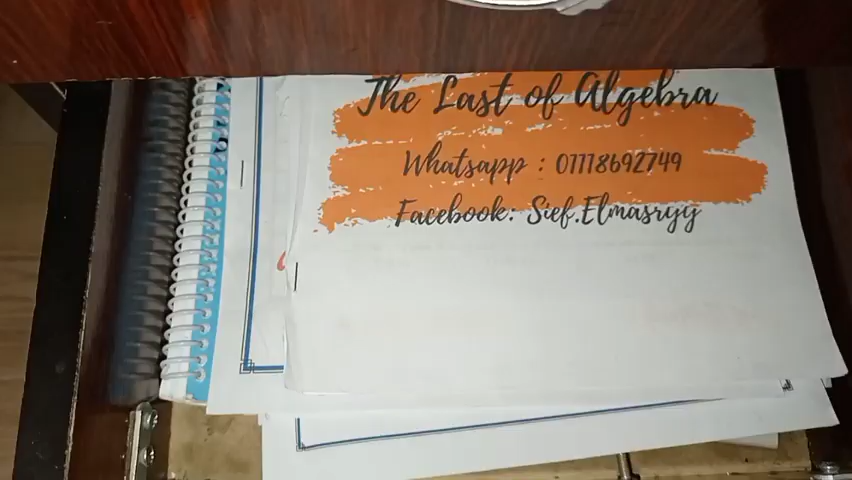 The Last of Algebra
Whatsapp : 01118692749
Facebook: Sief.Elmasryy